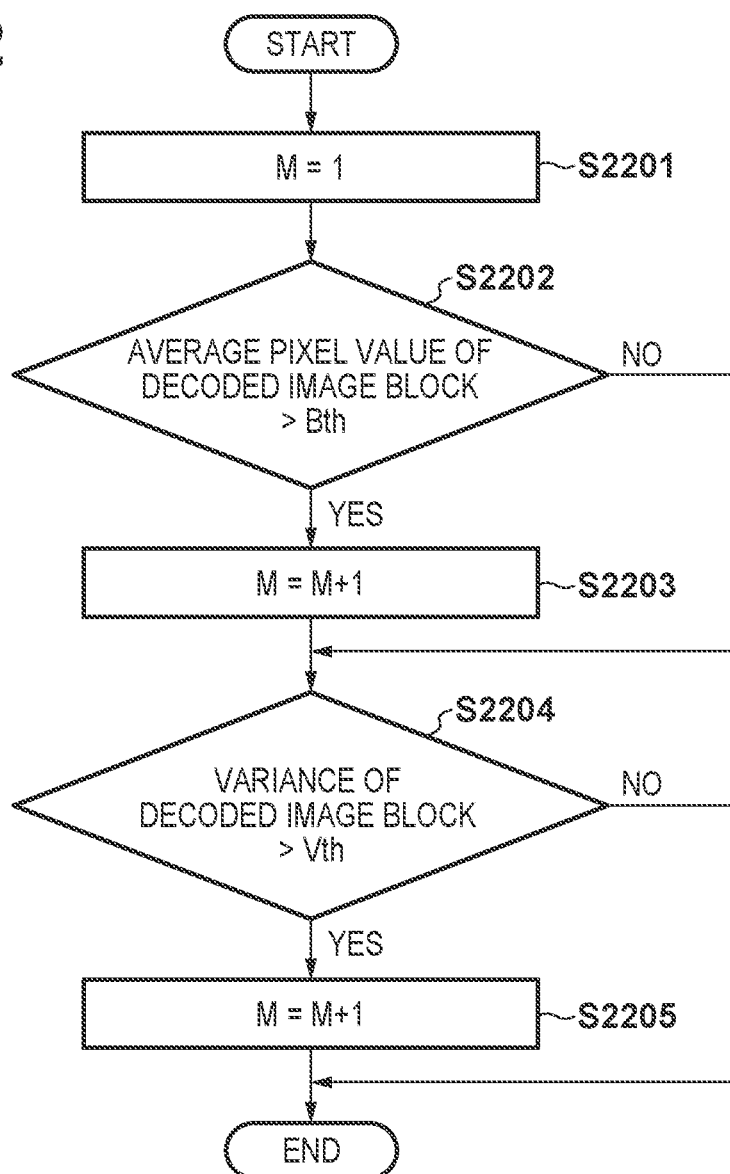 START
M = 1
S2201
S2202
AVERAGE PIXEL VALUE OF
DECODED IMAGE BLOCK
> Bth
NO
YES
M = M+1
S2203
S2204
VARIANCE OF
DECODED IMAGE BLOCK
> Vth
NO
YES
M = M+1
S2205
END